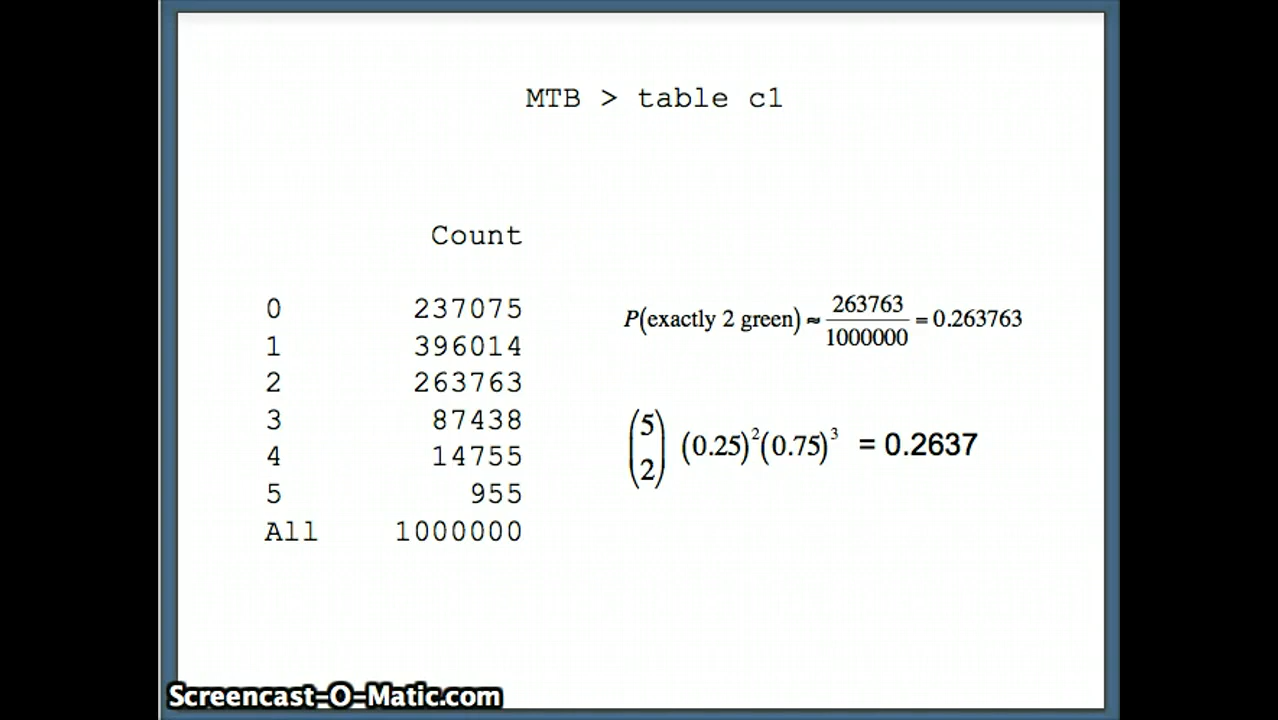 MTB > table c1
Count
0 237075
1 396014
2 263763
3 87438
4 14755
5 955
All 1000000
P(exactly 2 green) ≈ 263763/1000000 = 0.263763
(5 2) (0.25)²(0.75)³ = 0.2637
Screencast-O-Matic.com